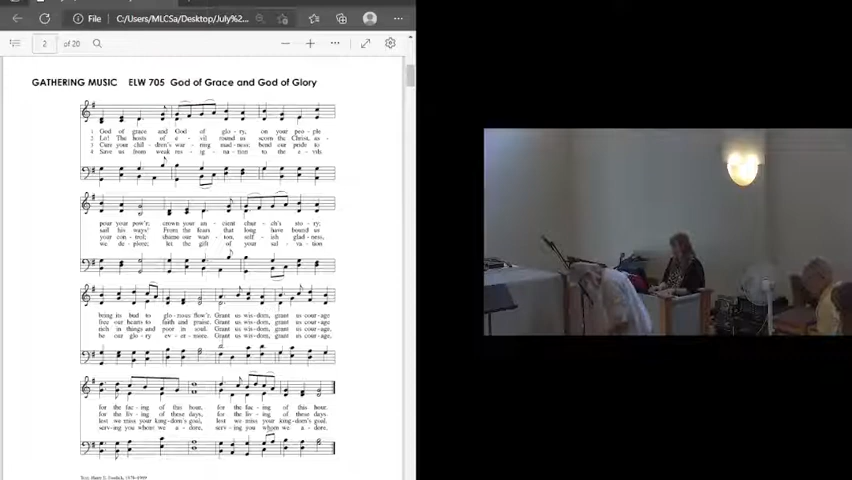 File C:/Users/MLCSa/Desktop/July%2...
2 of 20
GATHERING MUSIC ELW 705 God of Grace and God of Glory
1 God of grace and God of glo - ry, on your peo - ple
2 Lo! The hosts of e - vil round us scorn the Christ, as -
3 Cure your chil - dren's war - ring mad - ness; bend our pride to
4 Save us from weak res - ig - na - tion to the e - vils
pour your pow'r; crown your an - cient church's sto - ry;
sail his ways! From the fears that long have bound us
your con - trol; shame our wan - ton, self - ish glad - ness,
we de - plore; let the gift of your sal - va - tion
bring its bud to glo - rious flow'r. Grant us wis - dom, grant us cour - age
free our hearts to faith and praise. Grant us wis - dom, grant us cour - age,
rich in things and poor in soul. Grant us wis - dom, grant us cour - age,
be our glo - ry ev - er - more. Grant us wis - dom, grant us cour - age,
for the fac - ing of this hour, for the fac - ing of this hour.
for the liv - ing of these days, for the liv - ing of these days.
lest we miss your king - dom's goal, lest we miss your king - dom's goal.
serv - ing you whom we a - dore, serv - ing you whom we a - dore.
Text: Harry E. Fosdick, 1878-1969